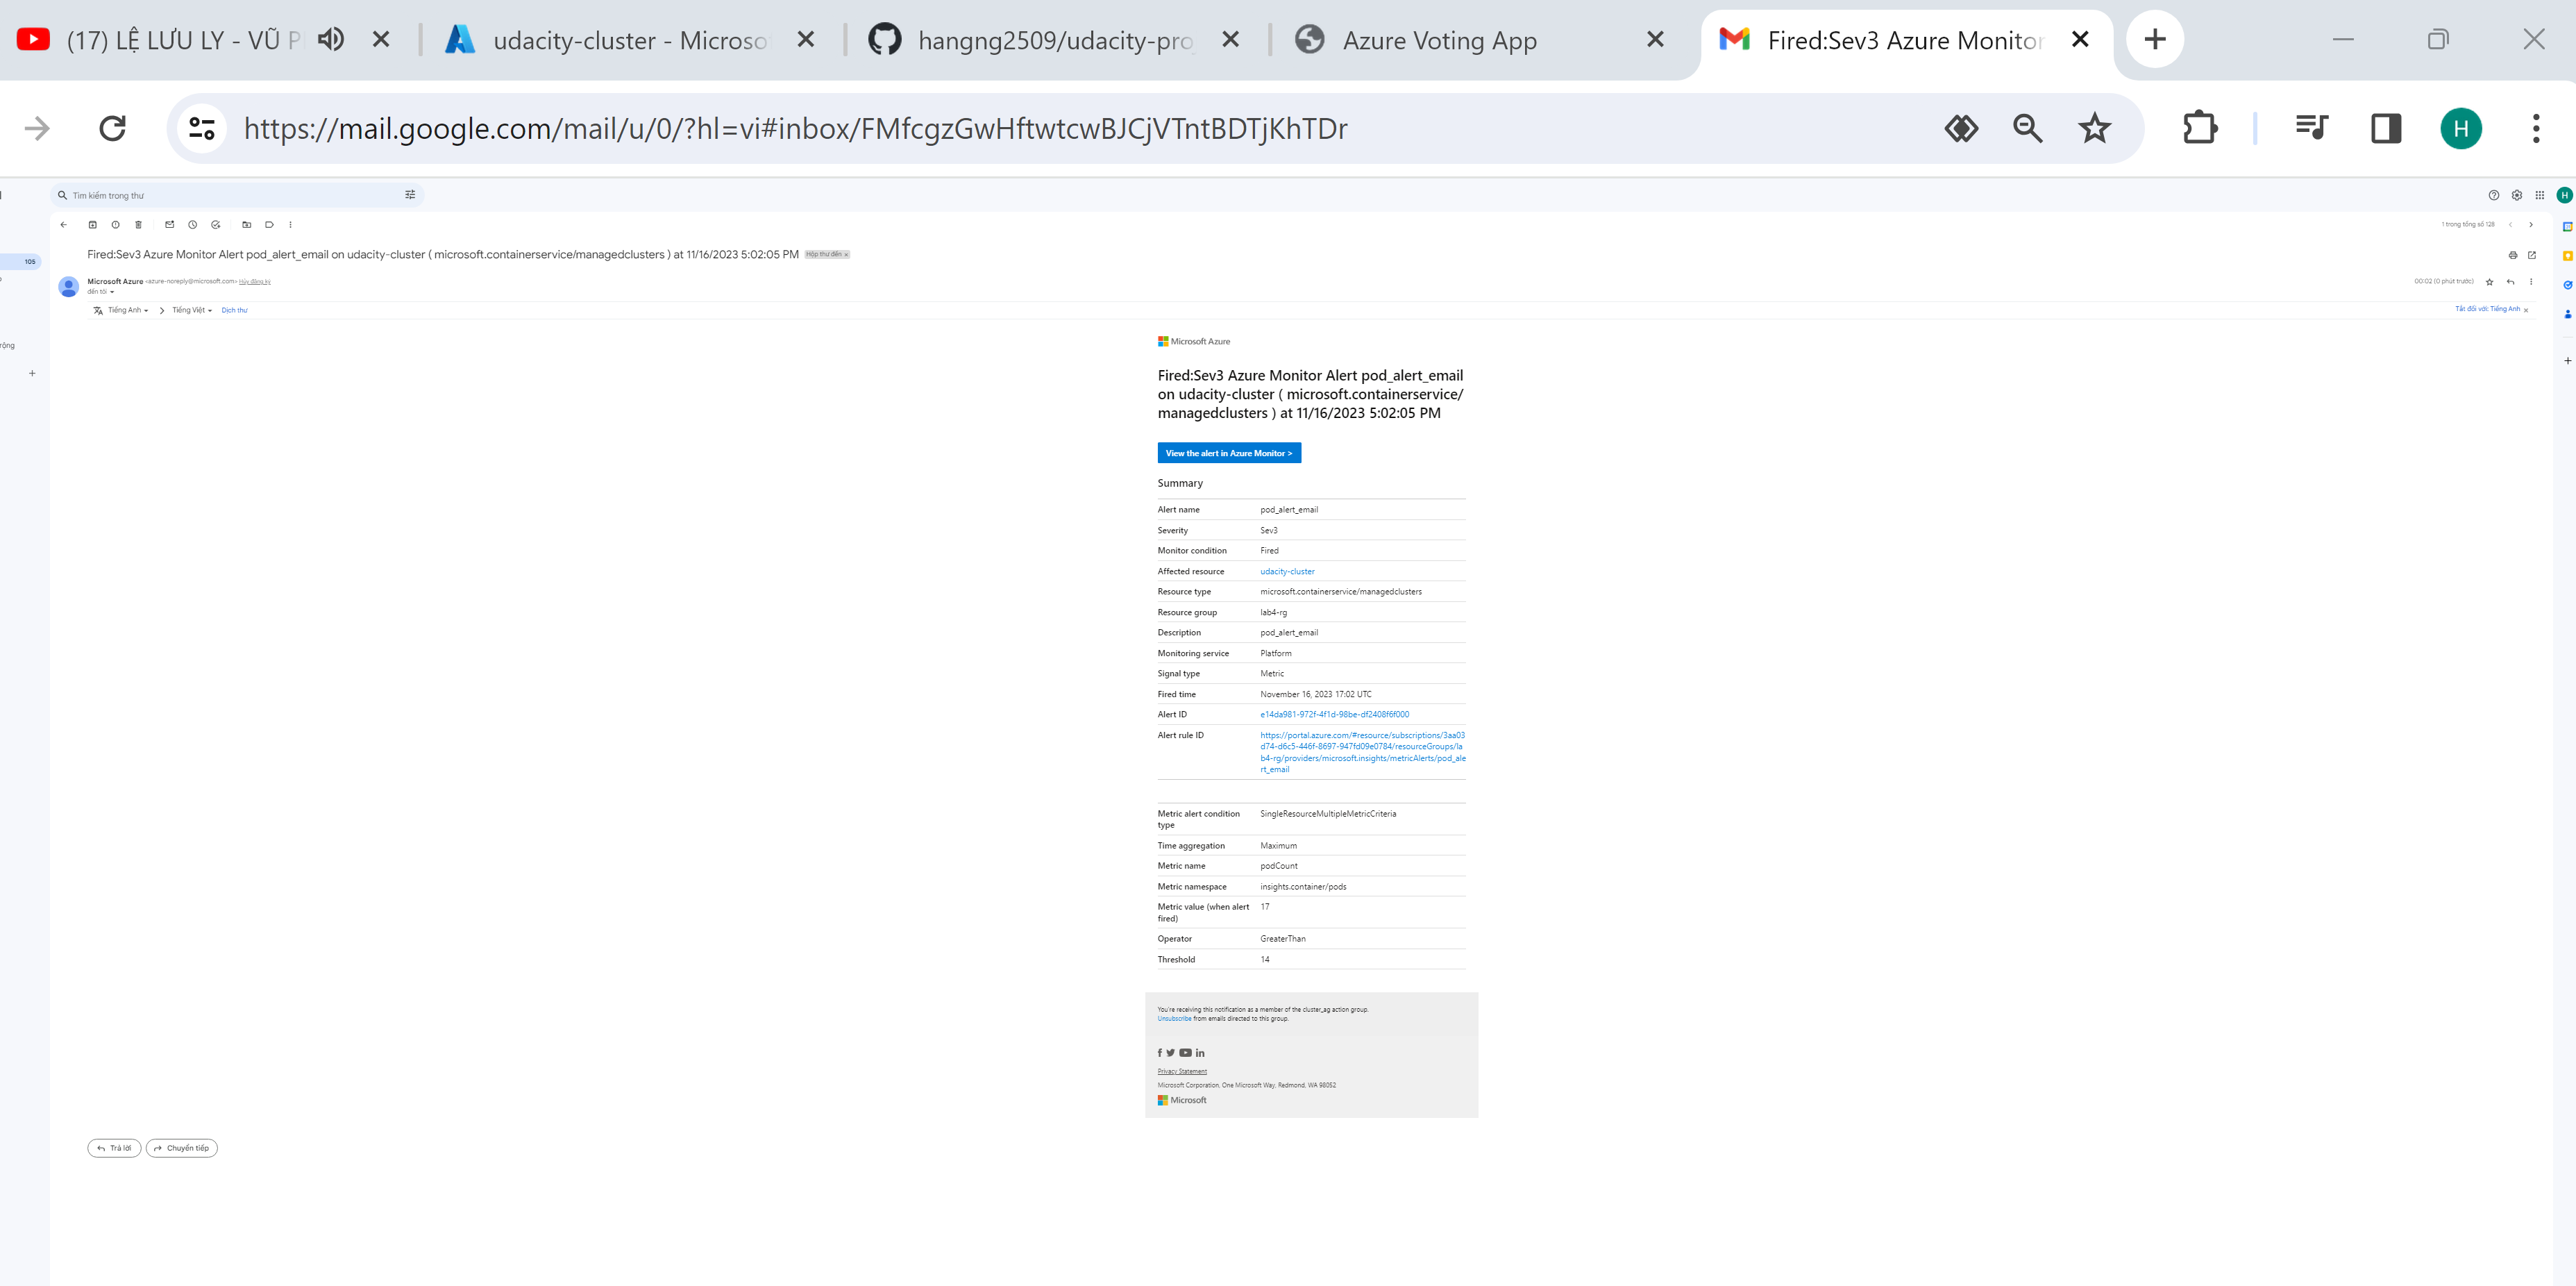 (17) LỆ LƯU LY - VŨ P
udacity-cluster - Microso
hangng2509/udacity-pro
Azure Voting App
Fired:Sev3 Azure Monitor
https://mail.google.com/mail/u/0/?hl=vi#inbox/FMfcgzGwHftwtcwBJCjVTntBDTjKhTDr
H
Tìm kiếm trong thư
H
1 trong tổng số 128
Fired:Sev3 Azure Monitor Alert pod_alert_email on udacity-cluster ( microsoft.containerservice/managedclusters ) at 11/16/2023 5:02:05 PM
Hộp thư đến x
105
Microsoft Azure <azure-noreply@microsoft.com> Hủy đăng ký
00:02 (0 phút trước)
đến tôi
Tiếng Anh > Tiếng Việt Dịch thư
Tắt đối với: Tiếng Anh x
rộng
Microsoft Azure
Fired:Sev3 Azure Monitor Alert pod_alert_email
on udacity-cluster ( microsoft.containerservice/
managedclusters ) at 11/16/2023 5:02:05 PM
View the alert in Azure Monitor >
Summary
Alert name pod_alert_email
Severity Sev3
Monitor condition Fired
Affected resource udacity-cluster
Resource type microsoft.containerservice/managedclusters
Resource group lab4-rg
Description pod_alert_email
Monitoring service Platform
Signal type Metric
Fired time November 16, 2023 17:02 UTC
Alert ID e14da981-972f-4f1d-98be-df2408f6f000
Alert rule ID https://portal.azure.com/#resource/subscriptions/3aa03
d74-d6c5-446f-8697-947fd09e0784/resourceGroups/la
b4-rg/providers/microsoft.insights/metricAlerts/pod_ale
rt_email
Metric alert condition SingleResourceMultipleMetricCriteria
type
Time aggregation Maximum
Metric name podCount
Metric namespace insights.container/pods
Metric value (when alert 17
fired)
Operator GreaterThan
Threshold 14
You're receiving this notification as a member of the cluster_ag action group.
Unsubscribe from emails directed to this group.
Privacy Statement
Microsoft Corporation, One Microsoft Way, Redmond, WA 98052
Microsoft
Trả lời
Chuyển tiếp